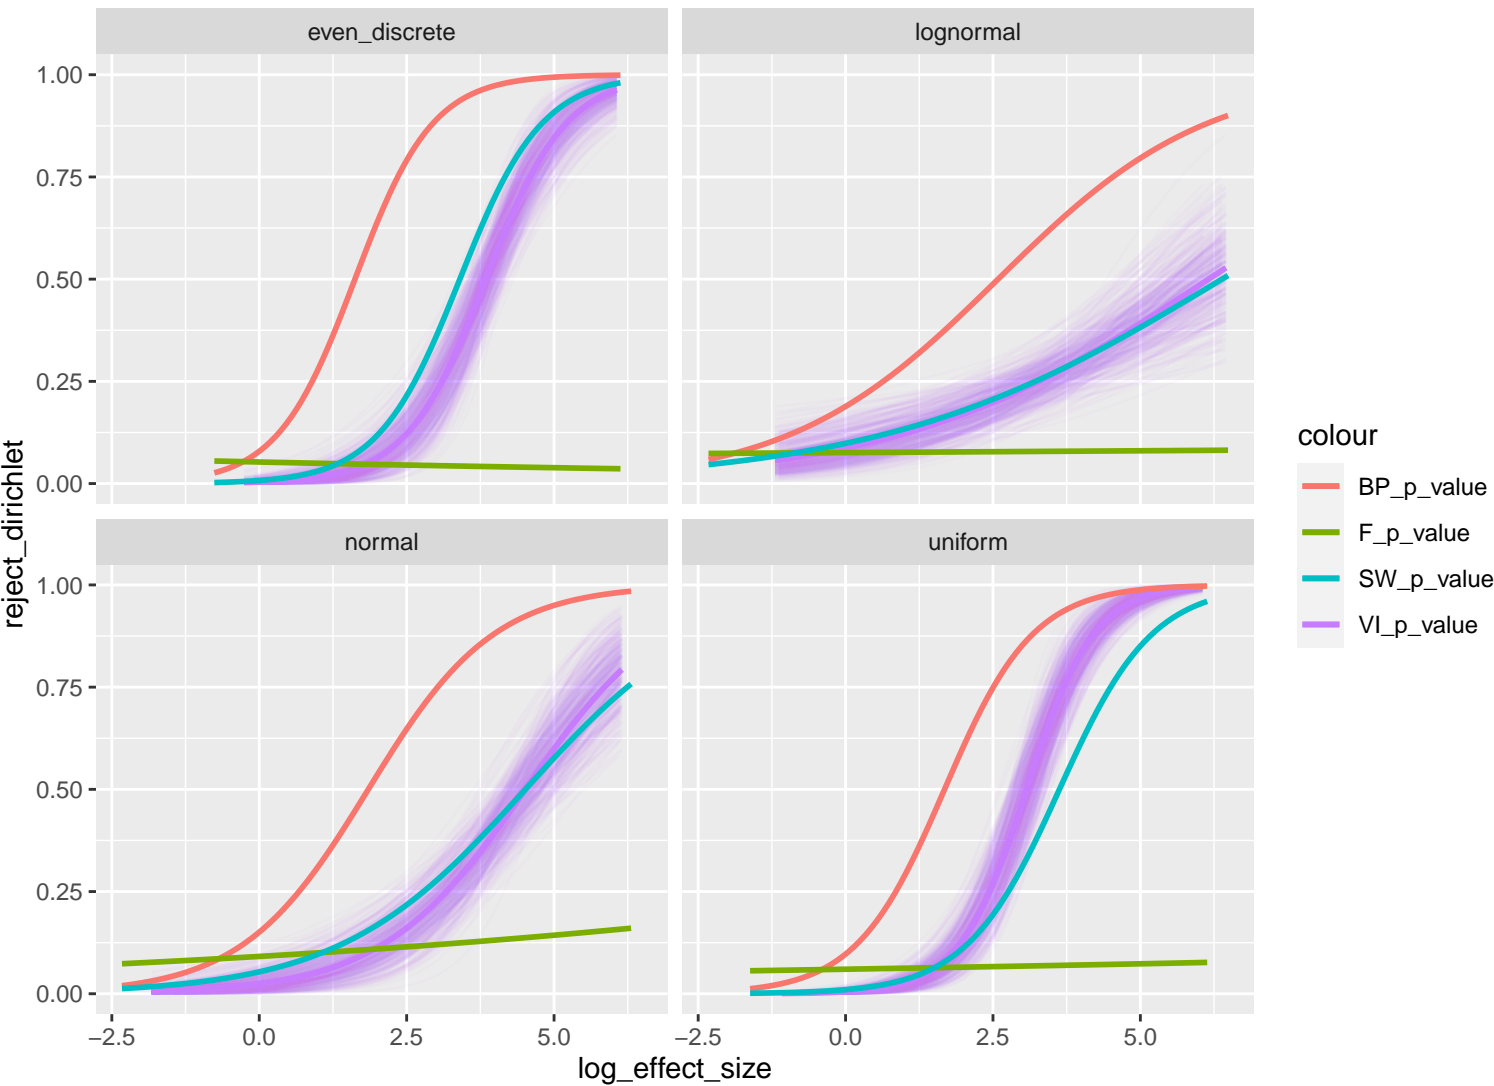 even_discrete
lognormal
1.00
0.75
0.50
0.25
0.00
normal
uniform
1.00
0.75
0.50
0.25
0.00
−2.5
0.0
2.5
5.0
−2.5
0.0
2.5
5.0
log_effect_size
reject_dirichlet
colour
BP_p_value
F_p_value
SW_p_value
VI_p_value